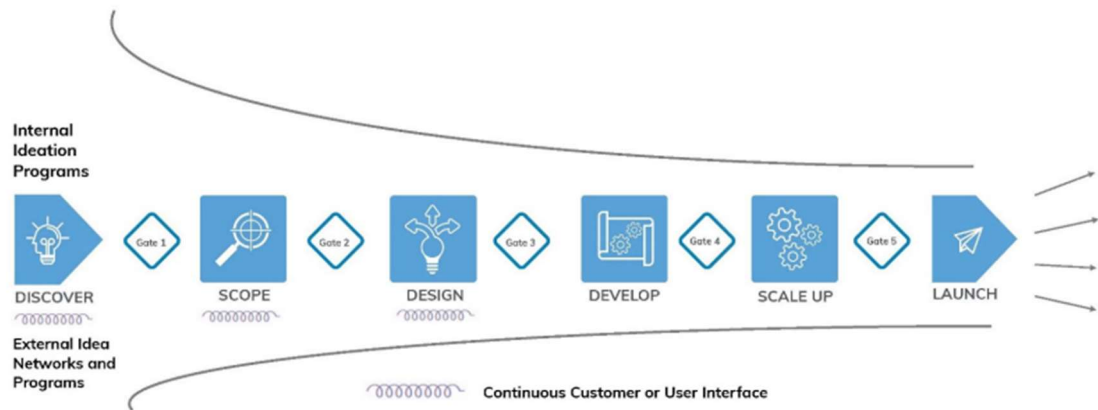 Internal
Ideation
Programs
Gate 1
Gate 2
Gate 3
Gate 4
Gate 5
DISCOVER
SCOPE
DESIGN
DEVELOP
SCALE UP
LAUNCH
External Idea
Networks and
Programs
Continuous Customer or User Interface